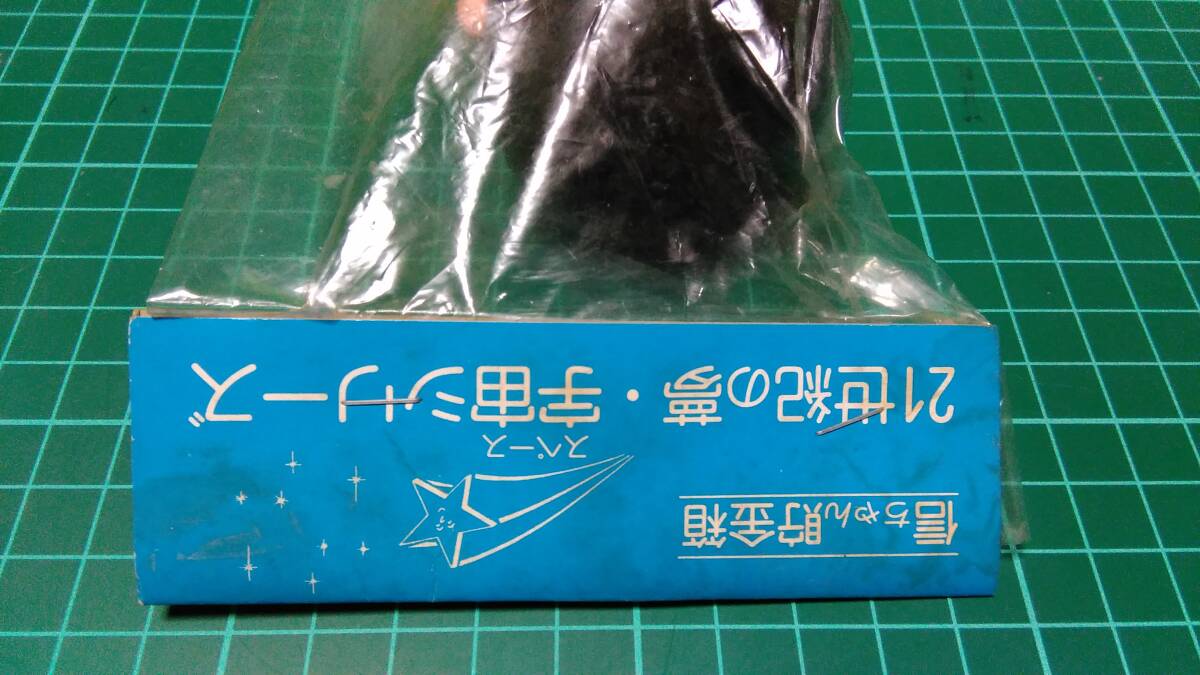 信ちゃん貯金箱
スペース
21世紀の夢・宇宙シリーズ